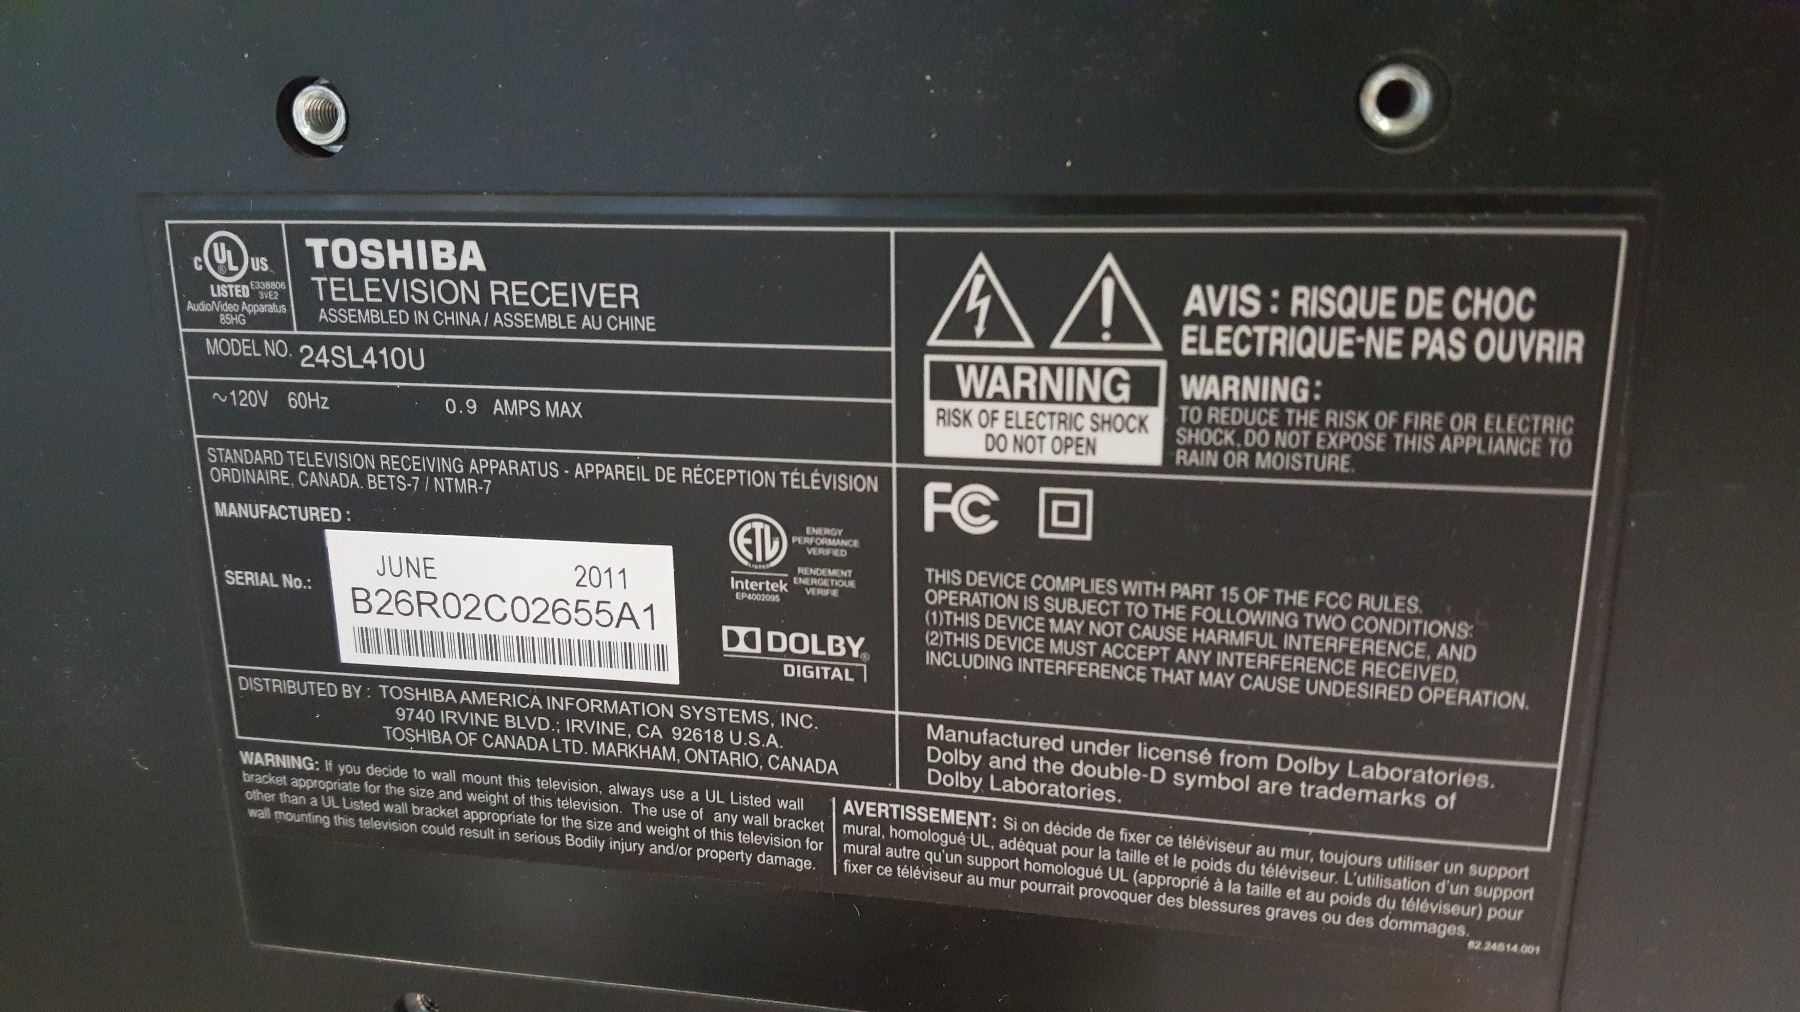 C UL US
LISTED E338806
3VE2
Audio/Video Apparatus
85HG
TOSHIBA
TELEVISION RECEIVER
ASSEMBLED IN CHINA / ASSEMBLE AU CHINE
MODEL NO. 24SL410U
~120V 60Hz 0.9 AMPS MAX
STANDARD TELEVISION RECEIVING APPARATUS - APPAREIL DE RÉCEPTION TÉLÉVISION
ORDINAIRE, CANADA. BETS-7 / NTMR-7
MANUFACTURED :
JUNE 2011
SERIAL No.:
B26R02C02655A1
ETL
LISTED
Intertek
EP4002095
ENERGY
PERFORMANCE
VERIFIED
RENDEMENT
ENERGETIQUE
VERIFIE
DOLBY®
DIGITAL
DISTRIBUTED BY : TOSHIBA AMERICA INFORMATION SYSTEMS, INC.
9740 IRVINE BLVD.; IRVINE, CA 92618 U.S.A.
TOSHIBA OF CANADA LTD. MARKHAM, ONTARIO, CANADA
WARNING: If you decide to wall mount this television, always use a UL Listed wall
bracket appropriate for the size and weight of this television. The use of any wall bracket
other than a UL Listed wall bracket appropriate for the size and weight of this television for
wall mounting this television could result in serious Bodily injury and/or property damage.
WARNING
RISK OF ELECTRIC SHOCK
DO NOT OPEN
AVIS : RISQUE DE CHOC
ELECTRIQUE-NE PAS OUVRIR
WARNING:
TO REDUCE THE RISK OF FIRE OR ELECTRIC
SHOCK, DO NOT EXPOSE THIS APPLIANCE TO
RAIN OR MOISTURE.
FC
THIS DEVICE COMPLIES WITH PART 15 OF THE FCC RULES.
OPERATION IS SUBJECT TO THE FOLLOWING TWO CONDITIONS:
(1)THIS DEVICE MAY NOT CAUSE HARMFUL INTERFERENCE, AND
(2)THIS DEVICE MUST ACCEPT ANY INTERFERENCE RECEIVED,
INCLUDING INTERFERENCE THAT MAY CAUSE UNDESIRED OPERATION.
Manufactured under licensé from Dolby Laboratories.
Dolby and the double-D symbol are trademarks of
Dolby Laboratories.
AVERTISSEMENT: Si on décide de fixer ce téléviseur au mur, toujours utiliser un support
mural, homologué UL, adéquat pour la taille et le poids du téléviseur. L'utilisation d'un support
mural autre qu'un support homologué UL (approprié à la taille et au poids du téléviseur) pour
fixer ce téléviseur au mur pourrait provoquer des blessures graves ou des dommages.
82.24S14.001